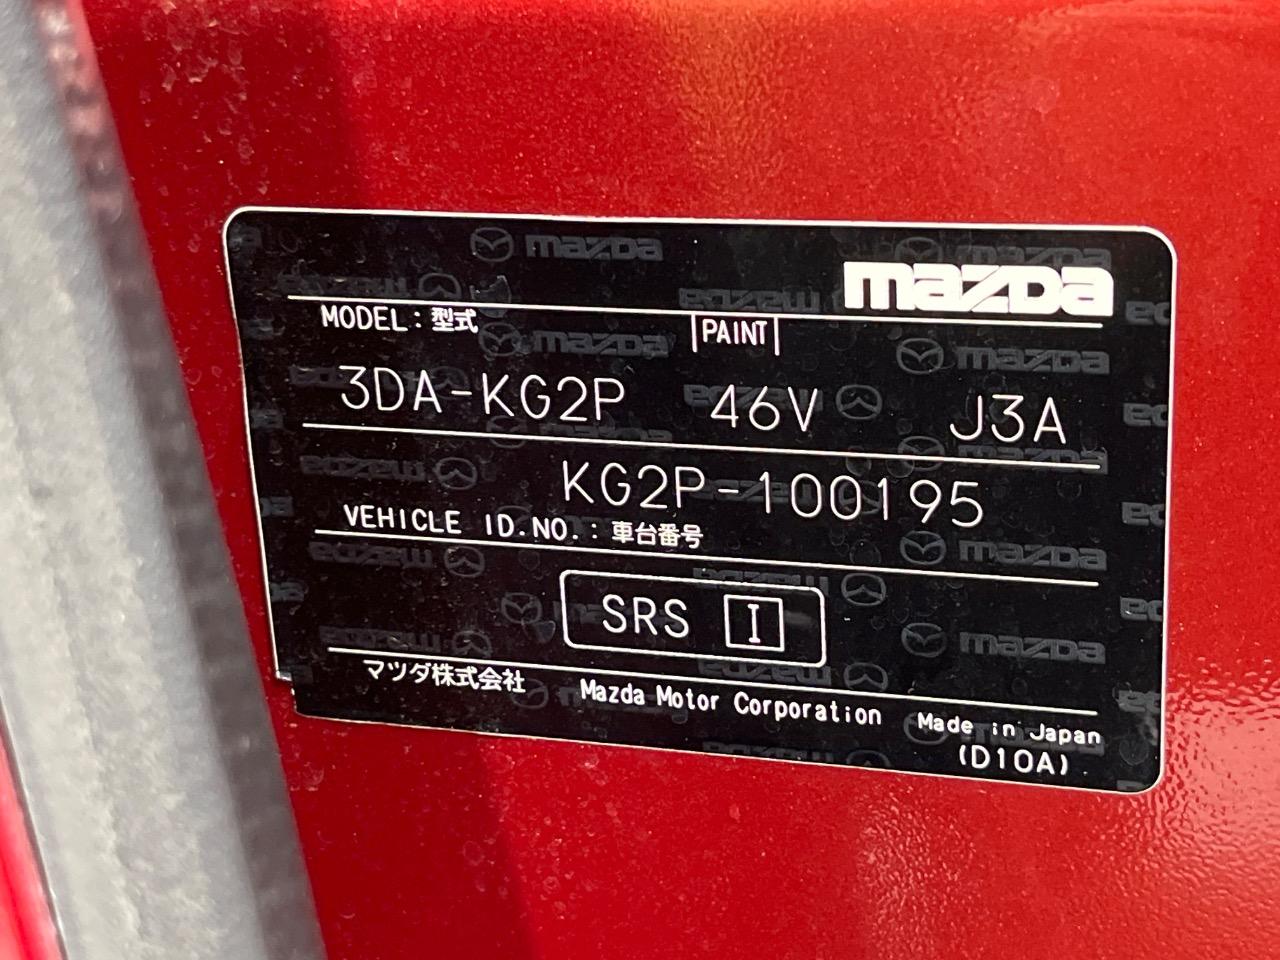 mazda
MODEL:型式 PAINT
3DA-KG2P 46V J3A
KG2P-100195
VEHICLE ID.NO.:車台番号
SRS I
マツダ株式会社 Mazda Motor Corporation Made in Japan
(D10A)